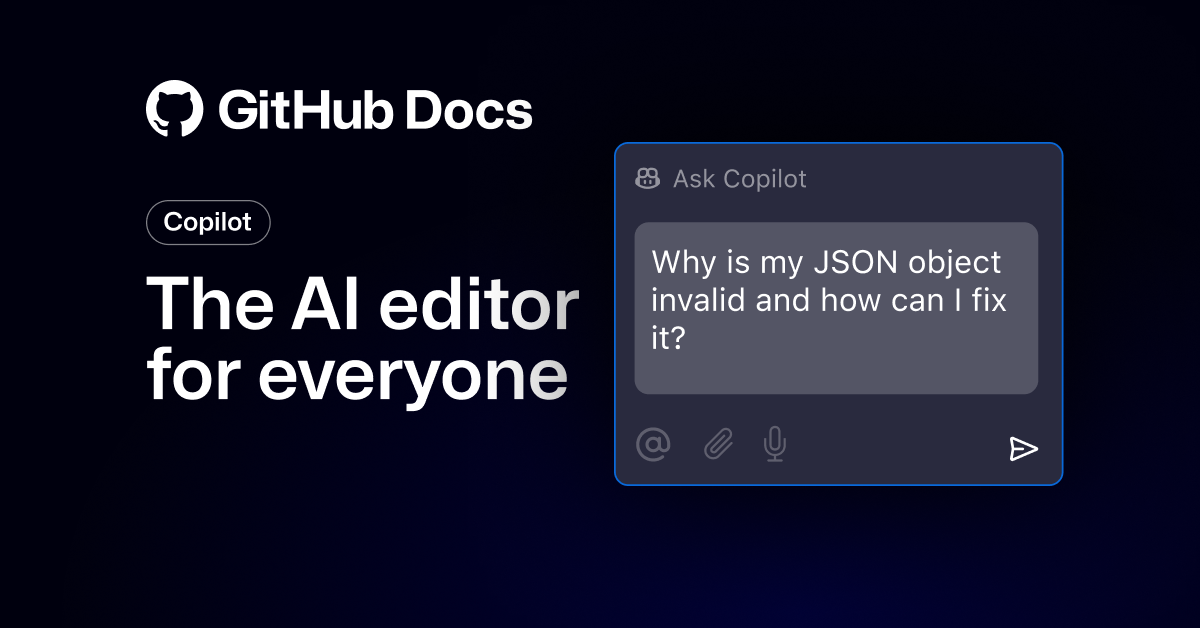 GitHub Docs
Copilot
The AI editor
for everyone
Ask Copilot
Why is my JSON object
invalid and how can I fix
it?